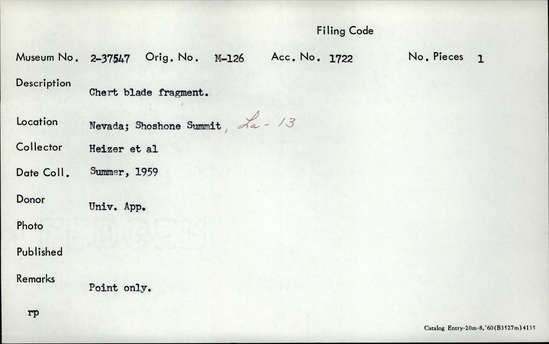 Filing Code
Museum No. 2-37547 Orig. No. M-126 Acc. No. 1722 No. Pieces 1
Description Chert blade fragment.
Location Nevada; Shoshone Summit, La-13
Collector Heizer et al
Date Coll. Summer, 1959
Donor Univ. App.
Photo
Published
Remarks Point only.
rp
Catalog Entry-20m-8,'60(B3527m)4135